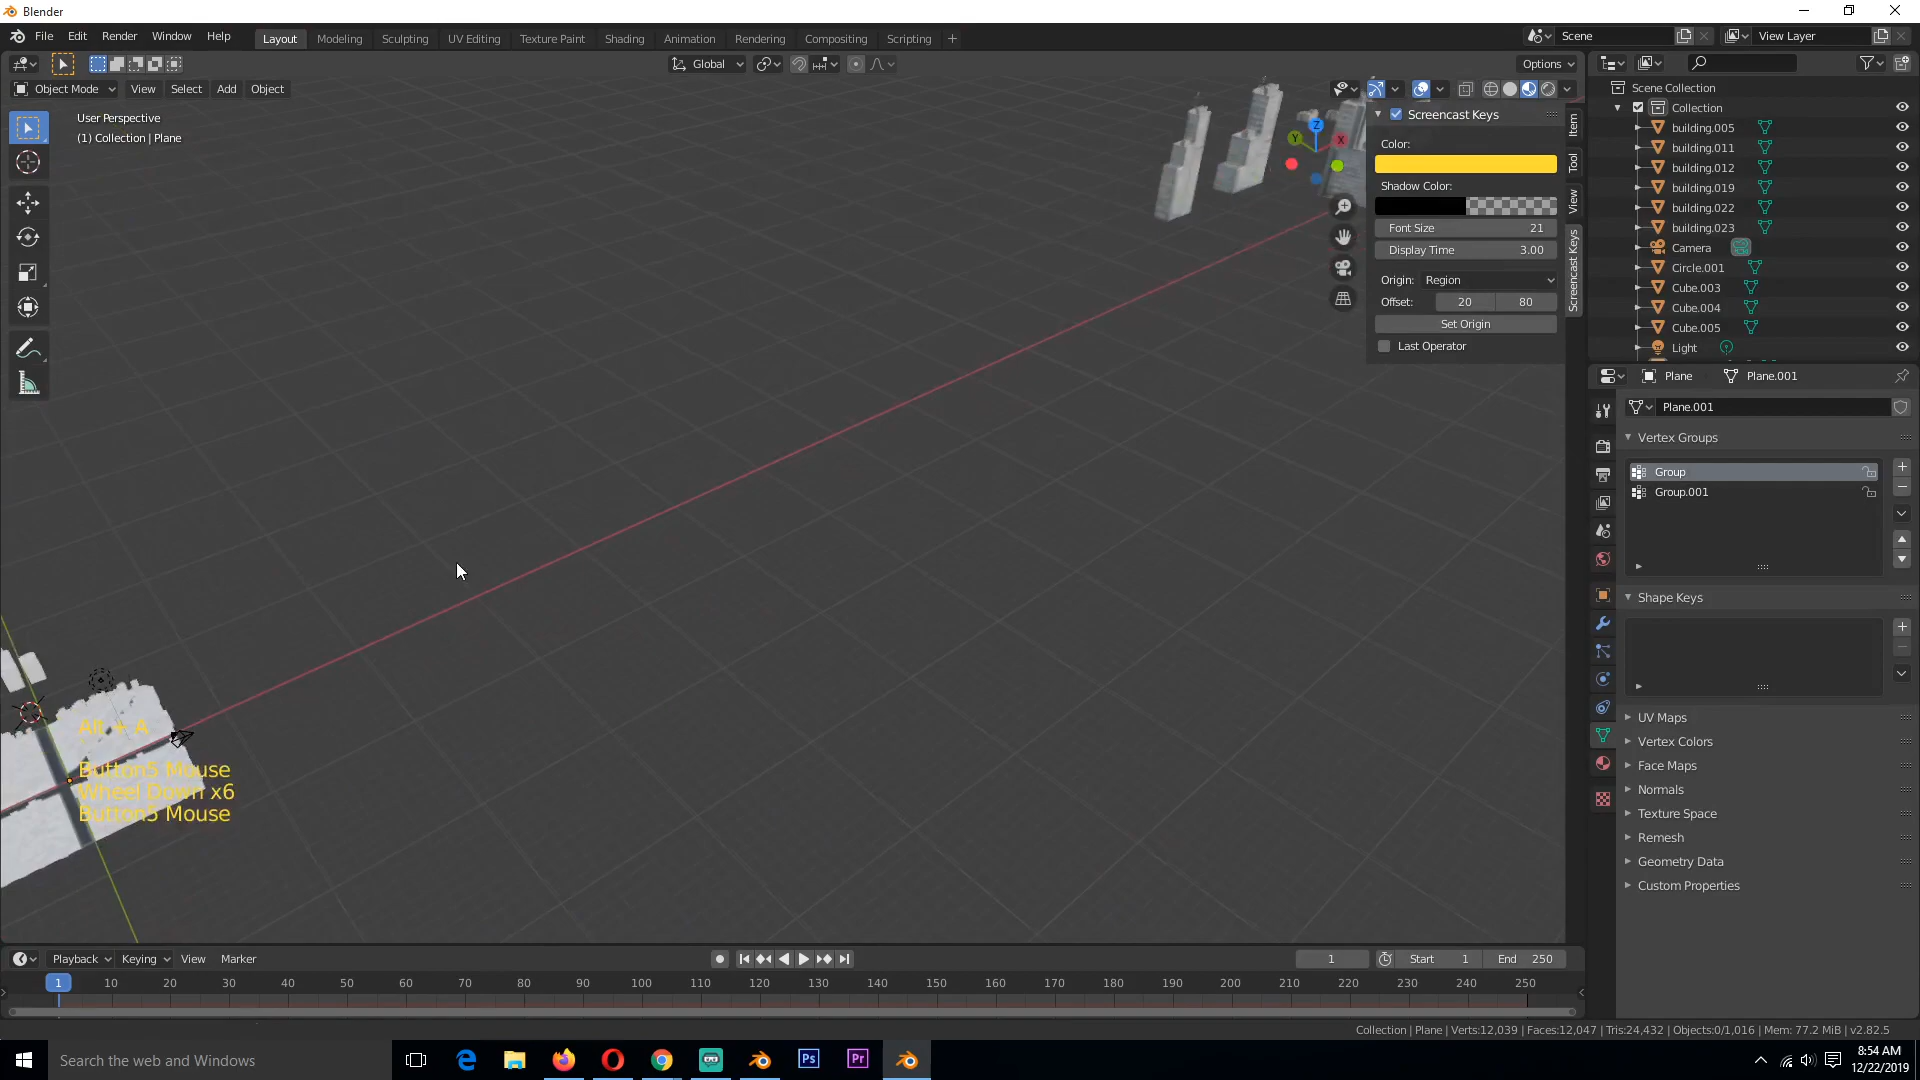 Blender
File Edit Render Window Help
Layout Modeling Sculpting UV Editing Texture Paint Shading Animation Rendering Compositing Scripting +
Scene
View Layer
Global
Options
Object Mode View Select Add Object
User Perspective
(1) Collection | Plane
Screencast Keys
Color:
Shadow Color:
Font Size 21
Display Time 3.00
Origin: Region
Offset: 20 80
Set Origin
Last Operator
Item
Tool
View
Screencast Keys
Z
Y
X
Scene Collection
Collection
building.005
building.011
building.012
building.019
building.022
building.023
Camera
Circle.001
Cube.003
Cube.004
Cube.005
Light
Plane Plane.001
Plane.001
Vertex Groups
Group
Group.001
Shape Keys
UV Maps
Vertex Colors
Face Maps
Normals
Texture Space
Remesh
Geometry Data
Custom Properties
Alt + A
Button5 Mouse
Wheel Down x6
Button5 Mouse
Playback Keying View Marker
1
Start 1
End 250
1 10 20 30 40 50 60 70 80 90 100 110 120 130 140 150 160 170 180 190 200 210 220 230 240 250
Collection | Plane | Verts:12,039 | Faces:12,047 | Tris:24,432 | Objects:0/1,016 | Mem: 77.2 MiB | v2.82.5
Search the web and Windows
Ps
Pr
8:54 AM
12/22/2019